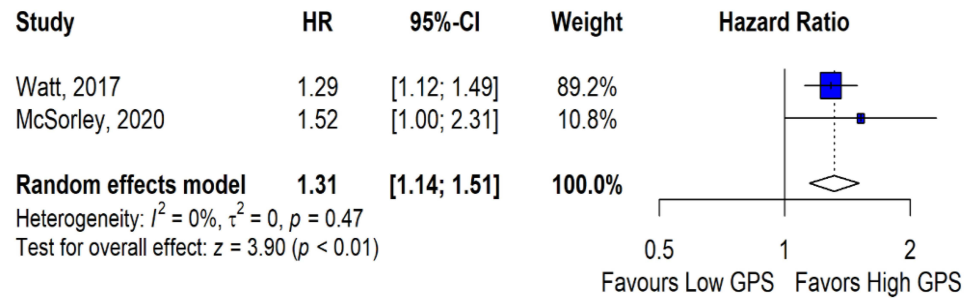 Study HR 95%-CI Weight Hazard Ratio
Watt, 2017 1.29 [1.12; 1.49] 89.2%
McSorley, 2020 1.52 [1.00; 2.31] 10.8%
Random effects model 1.31 [1.14; 1.51] 100.0%
Heterogeneity: I² = 0%, τ² = 0, p = 0.47
Test for overall effect: z = 3.90 (p < 0.01)
0.5 1 2
Favours Low GPS Favors High GPS